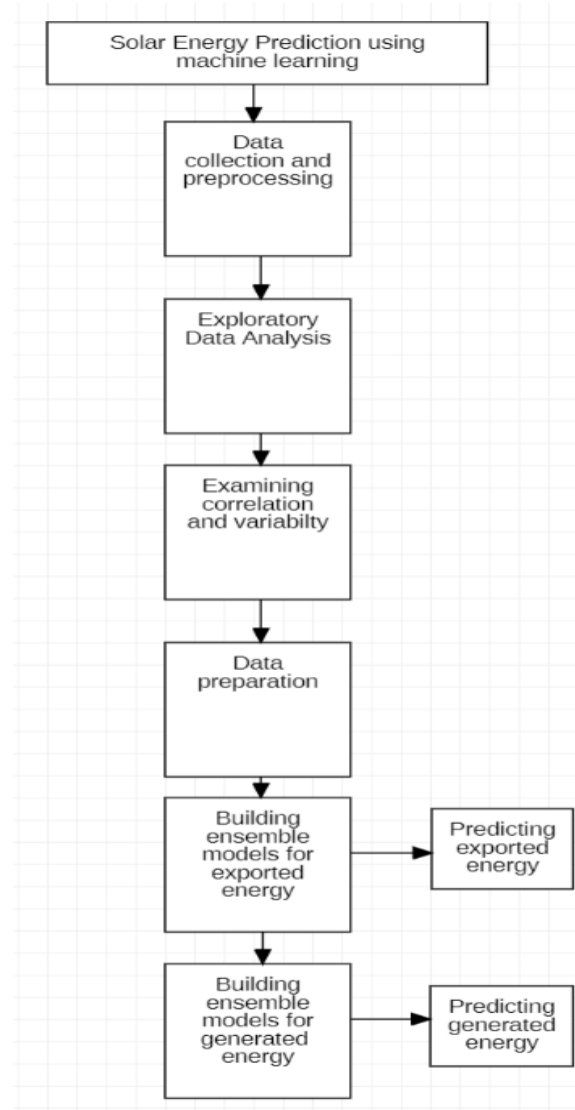 Solar Energy Prediction using
machine learning
Data
collection and
preprocessing
Exploratory
Data Analysis
Examining
correlation
and variabilty
Data
preparation
Building
ensemble
models for
exported
energy
Predicting
exported
energy
Building
ensemble
models for
generated
energy
Predicting
generated
energy